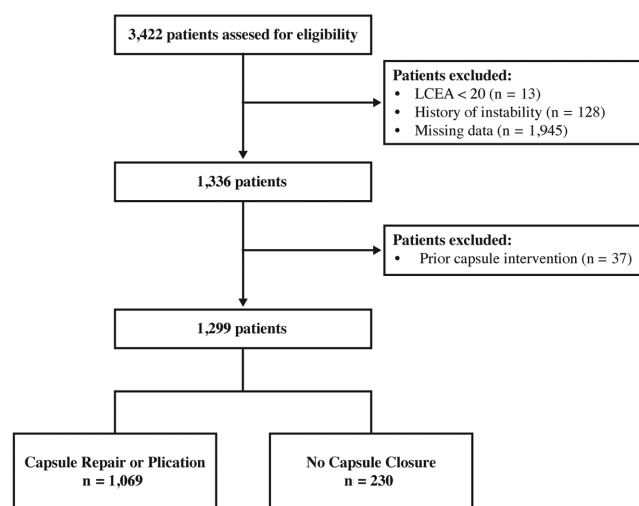 3,422 patients assesed for eligibility
Patients excluded:
• LCEA < 20 (n = 13)
• History of instability (n = 128)
• Missing data (n = 1,945)
1,336 patients
Patients excluded:
• Prior capsule intervention (n = 37)
1,299 patients
Capsule Repair or Plication
n = 1,069
No Capsule Closure
n = 230